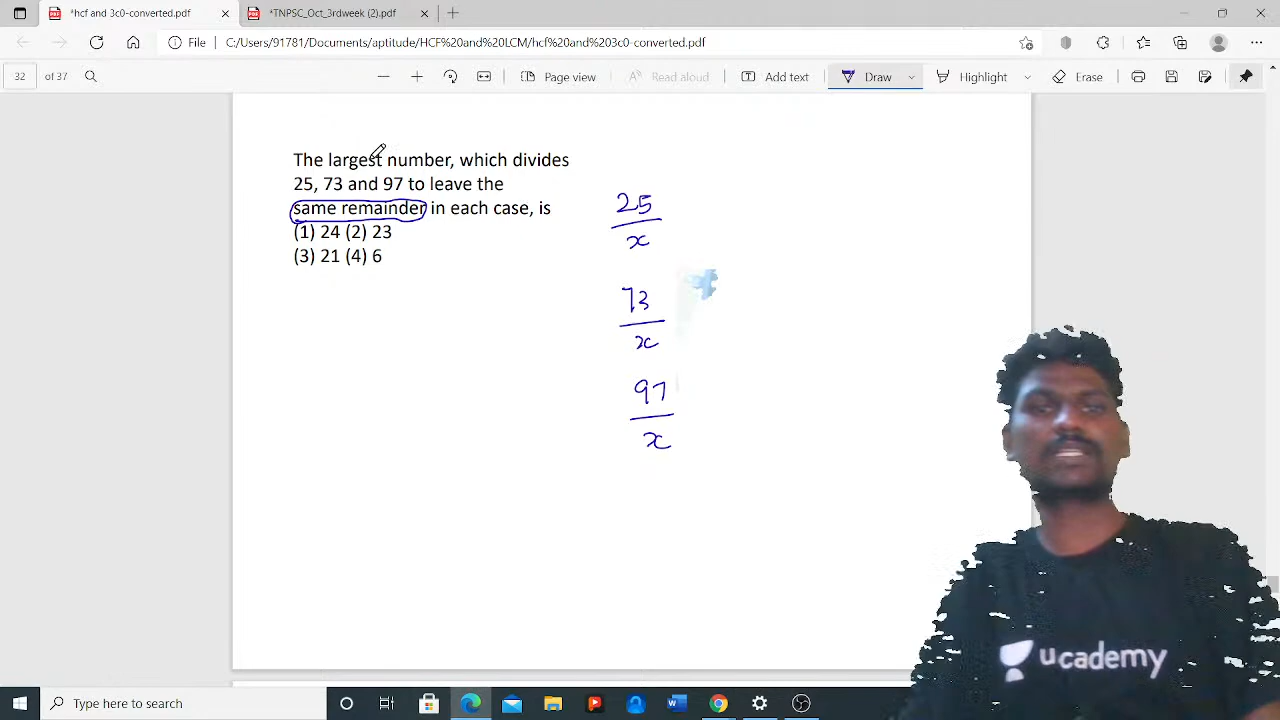 *hcf and 3c0-converted.pdf
*TNPSC_Oct_3rdweek (2).pdf
File
C:/Users/91781/Documents/aptitude/HCF%20and%20LCM/hcf%20and%203c0-converted.pdf
32 of 37
Page view
Read aloud
Add text
Draw
Highlight
Erase
The largest number, which divides
25, 73 and 97 to leave the
same remainder in each case, is
(1) 24 (2) 23
(3) 21 (4) 6
25
x
73
x
97
x
ucademy
Type here to search